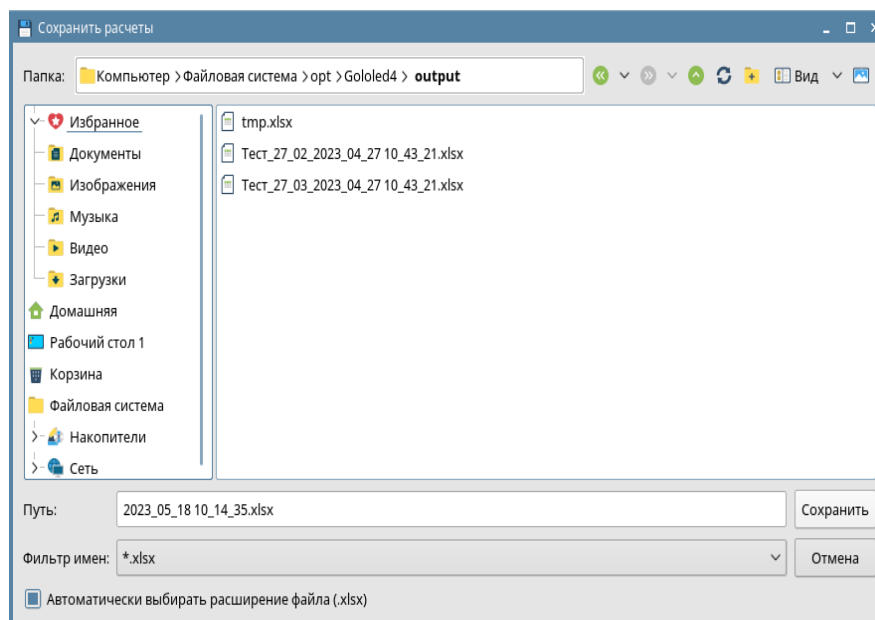 Сохранить расчеты
Папка: Компьютер > Файловая система > opt > Gololed4 > output
Вид
Избранное
Документы
Изображения
Музыка
Видео
Загрузки
Домашняя
Рабочий стол 1
Корзина
Файловая система
Накопители
Сеть
tmp.xlsx
Тест_27_02_2023_04_27 10_43_21.xlsx
Тест_27_03_2023_04_27 10_43_21.xlsx
Путь: 2023_05_18 10_14_35.xlsx Сохранить
Фильтр имен: *.xlsx Отмена
Автоматически выбирать расширение файла (.xlsx)